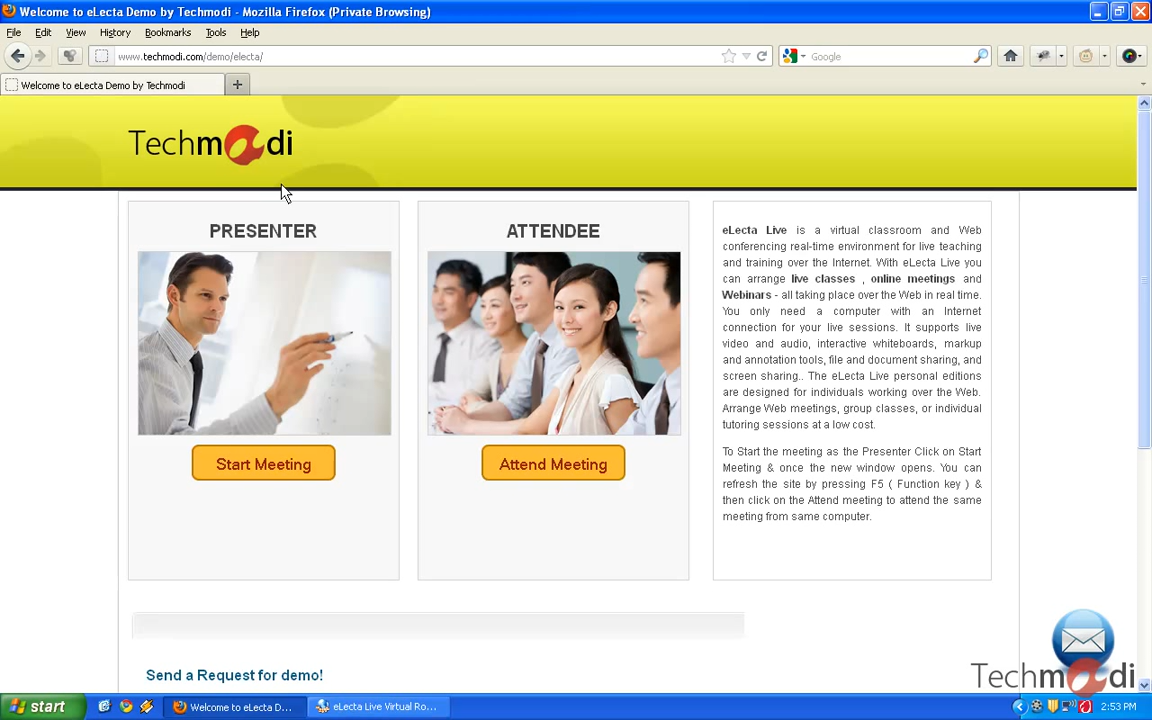 Welcome to eLecta Demo by Techmodi - Mozilla Firefox (Private Browsing)
File Edit View History Bookmarks Tools Help
www.techmodi.com/demo/electa/
Google
Welcome to eLecta Demo by Techmodi
Techmodi
PRESENTER
Start Meeting
ATTENDEE
Attend Meeting
eLecta Live is a virtual classroom and Web
conferencing real-time environment for live teaching
and training over the Internet. With eLecta Live you
can arrange live classes , online meetings and
Webinars - all taking place over the Web in real time.
You only need a computer with an Internet
connection for your live sessions. It supports live
video and audio, interactive whiteboards, markup
and annotation tools, file and document sharing, and
screen sharing.. The eLecta Live personal editions
are designed for individuals working over the Web.
Arrange Web meetings, group classes, or individual
tutoring sessions at a low cost.
To Start the meeting as the Presenter Click on Start
Meeting & once the new window opens. You can
refresh the site by pressing F5 ( Function key ) &
then click on the Attend meeting to attend the same
meeting from same computer.
Send a Request for demo!
Techmodi
start
Welcome to eLecta D...
eLecta Live Virtual Ro...
2:53 PM